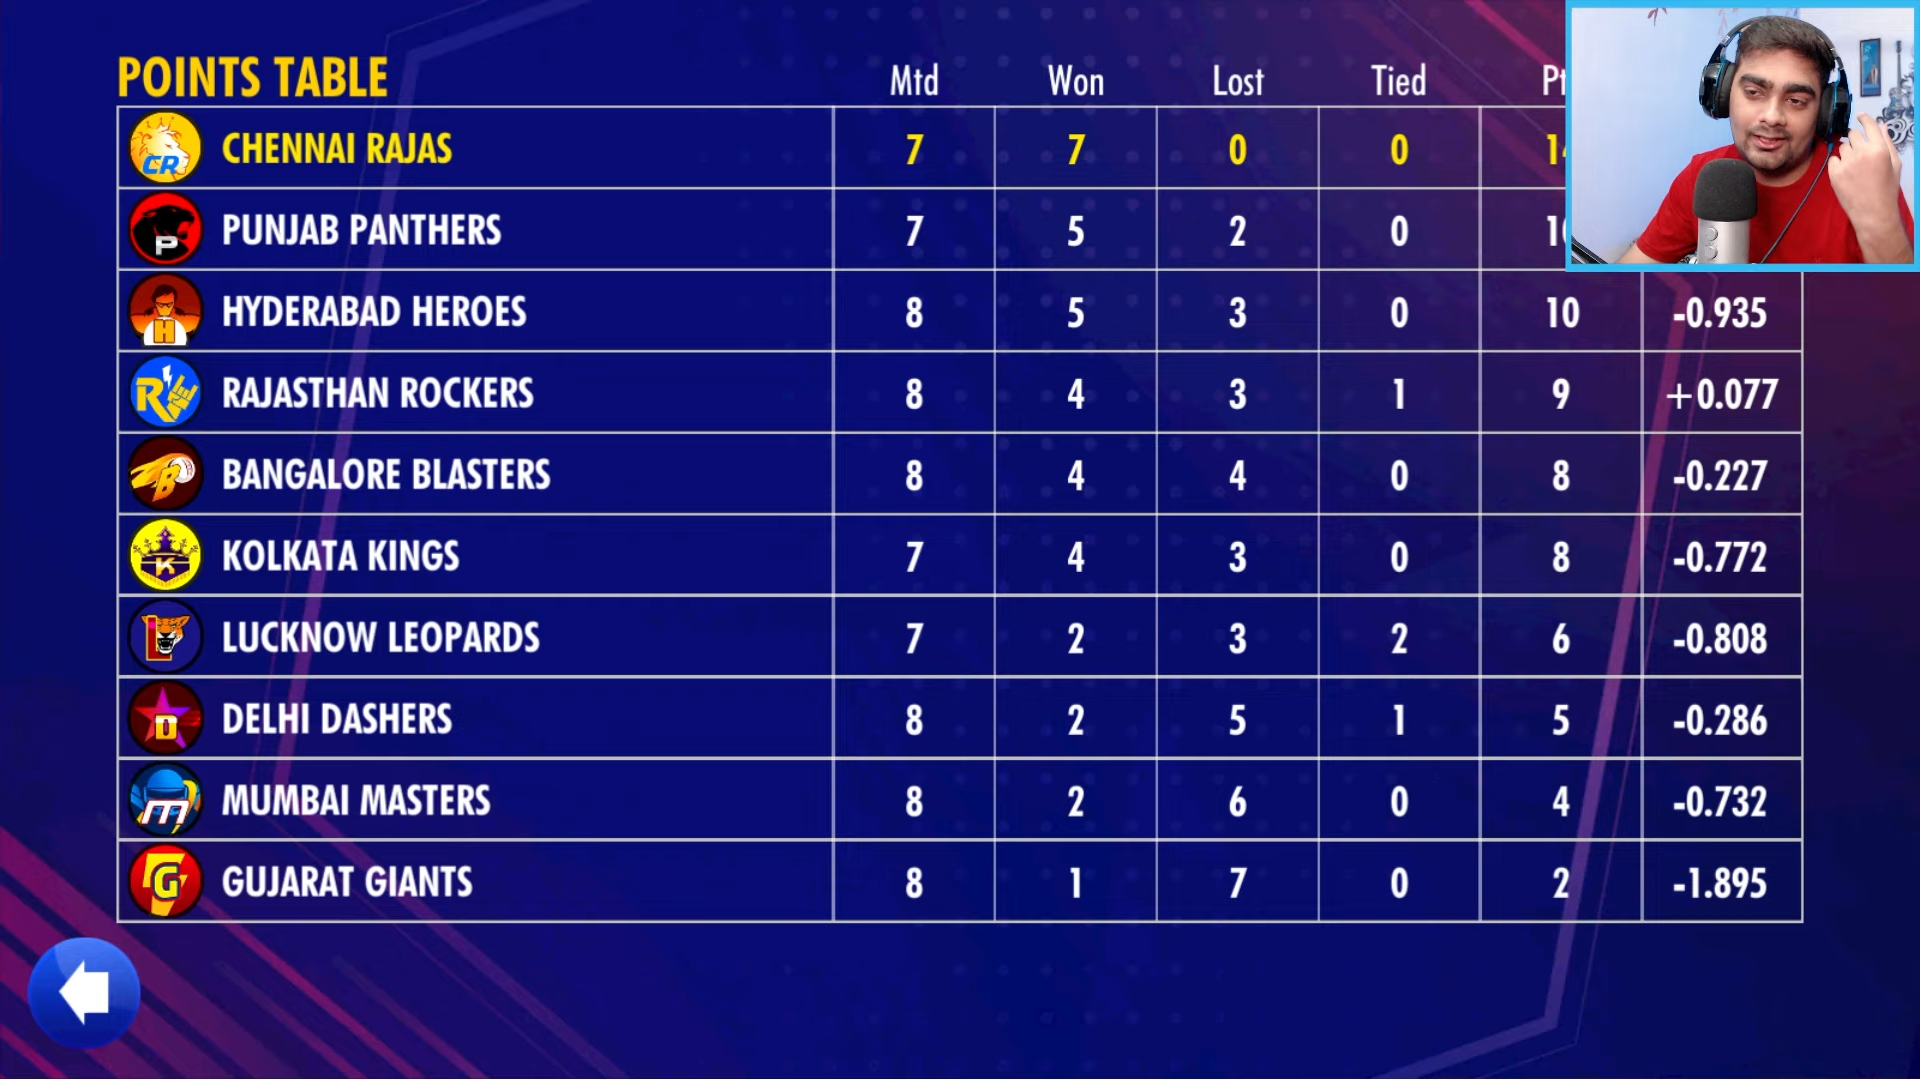 POINTS TABLE Mtd Won Lost Tied
CR CHENNAI RAJAS 7 7 0 0
P PUNJAB PANTHERS 7 5 2 0
H HYDERABAD HEROES 8 5 3 0 10 -0.935
R RAJASTHAN ROCKERS 8 4 3 1 9 +0.077
B BANGALORE BLASTERS 8 4 4 0 8 -0.227
K KOLKATA KINGS 7 4 3 0 8 -0.772
L LUCKNOW LEOPARDS 7 2 3 2 6 -0.808
D DELHI DASHERS 8 2 5 1 5 -0.286
M MUMBAI MASTERS 8 2 6 0 4 -0.732
G GUJARAT GIANTS 8 1 7 0 2 -1.895